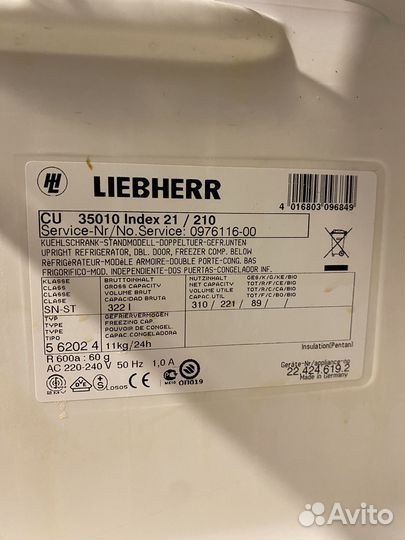 LIEBHERR
4 016803 096849
CU 35010 Index 21 / 210
Service-Nr/No.Service: 0976116-00
KUEHLSCHRANK-STANDMODELL-DOPPELTUER-GEFR.UNTEN
UPRIGHT REFRIGERATOR, DBL. DOOR, FREEZER COMP. BELOW
RéFRIGéRATEUR-MODèLE ARMOIRE-DOUBLE PORTE-CONG. BAS
FRIGORIFICO-MOD. INDEPENDIENTE-DOS PUERTAS-CONGELADOR INF.
KLASSE BRUTTOINHALT NUTZINHALT GES/K/G/KE/BIO
CLASS GROSS CAPACITY NET CAPACITY TOT/R/F/CE/BIO
CLASSE VOLUME BRUT VOLUME UTILE TOT/R/C/CA/BIO
CLASE CAPACIDAD BRUTA CAPAC.UTIL TOT/F/C/BO/BIO
SN-ST 322 l 310 / 221 / 89 /
TYP GEFRIERVERMÖGEN
TYPE FREEZING CAP.
TYPE POUVOIR DE CONGELATION
TIPO CAPAC CONGELADORA
5 6202 4 11kg/24h
R 600a : 60 g
AC 220-240 V 50 Hz 1,0 A
Insulation(Pentan)
Geräte-Nr/appliance-no
22.424.619.2
Made in Germany
Avito